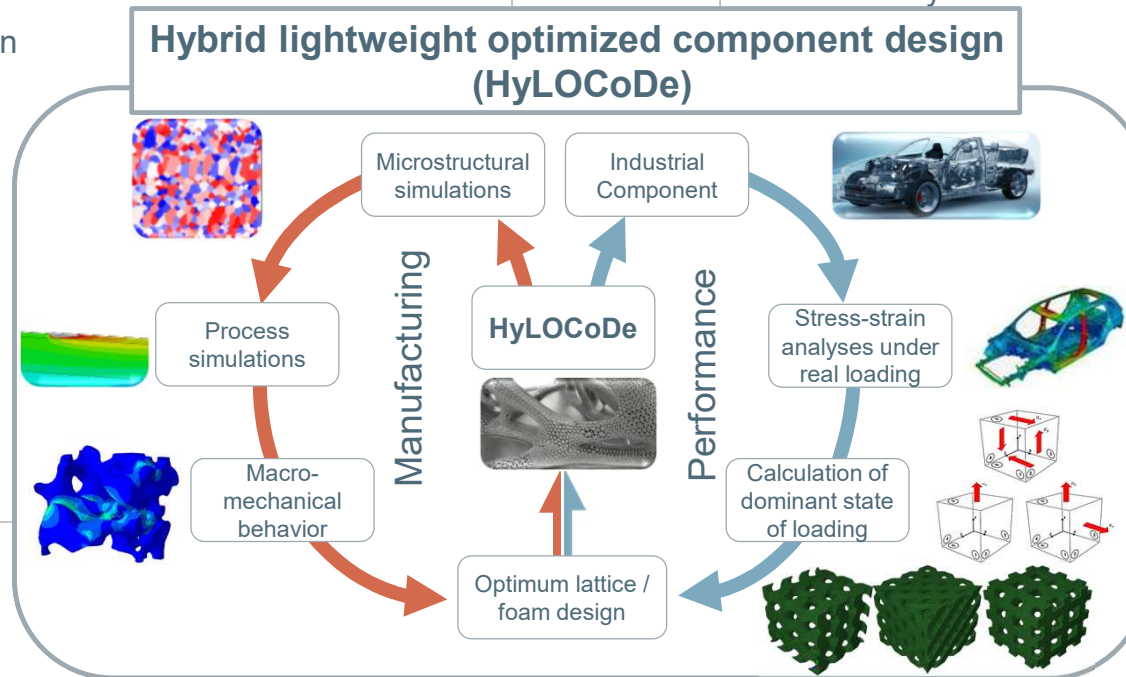 n
Hybrid lightweight optimized component design
(HyLOCoDe)
Microstructural
simulations
Industrial
Component
Manufacturing
Performance
HyLOCoDe
Process
simulations
Stress-strain
analyses under
real loading
Macro-
mechanical
behavior
Calculation of
dominant state
of loading
Optimum lattice /
foam design